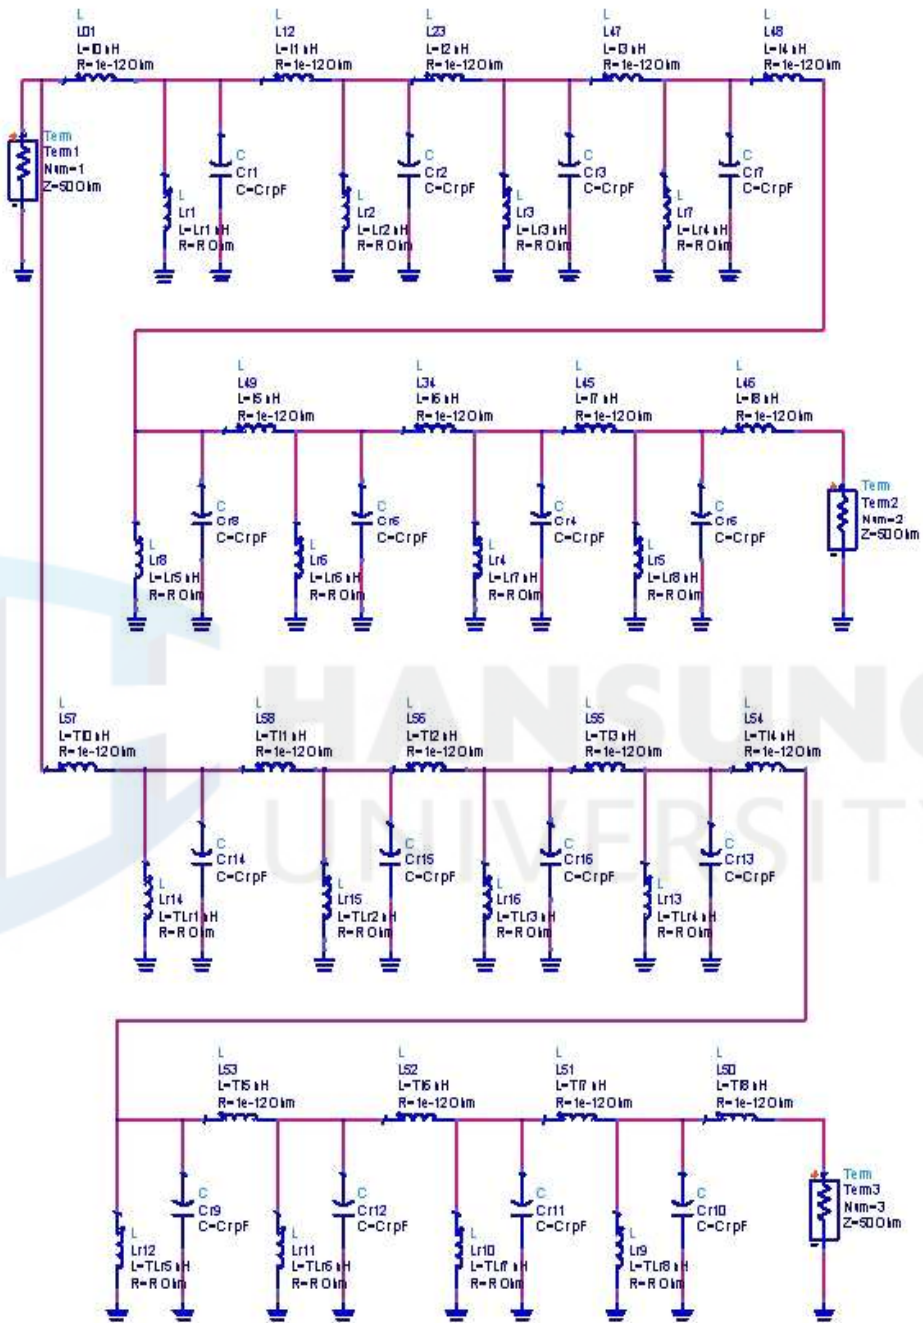 L
L01
L=l0 nH
R=1e-12 Ohm
L
L12
L=l1 nH
R=1e-12 Ohm
L
L23
L=l2 nH
R=1e-12 Ohm
L
L47
L=l3 nH
R=1e-12 Ohm
L
L48
L=l4 nH
R=1e-12 Ohm
Term
Term1
Num=1
Z=50 Ohm
C
Cr1
C=Cr pF
C
Cr2
C=Cr pF
C
Cr3
C=Cr pF
C
Cr7
C=Cr pF
L
Lr1
L=Lr1 nH
R=R Ohm
L
Lr2
L=Lr2 nH
R=R Ohm
L
Lr3
L=Lr3 nH
R=R Ohm
L
Lr7
L=Lr4 nH
R=R Ohm
L
L49
L=l5 nH
R=1e-12 Ohm
L
L34
L=l6 nH
R=1e-12 Ohm
L
L45
L=l7 nH
R=1e-12 Ohm
L
L46
L=l8 nH
R=1e-12 Ohm
C
Cr8
C=Cr pF
C
Cr6
C=Cr pF
C
Cr4
C=Cr pF
C
C=Cr pF
Term
Term2
Num=2
Z=50 Ohm
L
Lr8
L=Lr5 nH
R=R Ohm
L
Lr6
L=Lr6 nH
R=R Ohm
L
Lr4
L=Lr7 nH
R=R Ohm
L
Lr5
L=Lr8 nH
R=R Ohm
HANSUNG
UNIVERSITY
L
L57
L=Tl0 nH
R=1e-12 Ohm
L
L58
L=Tl1 nH
R=1e-12 Ohm
L
L56
L=Tl2 nH
R=1e-12 Ohm
L
L55
L=Tl3 nH
R=1e-12 Ohm
L
L54
L=Tl4 nH
R=1e-12 Ohm
C
Cr14
C=Cr pF
C
Cr15
C=Cr pF
C
Cr16
C=Cr pF
C
Cr13
C=Cr pF
L
Lr14
L=TLr1 nH
R=R Ohm
L
Lr15
L=TLr2 nH
R=R Ohm
L
Lr16
L=TLr3 nH
R=R Ohm
L
Lr13
L=TLr4 nH
R=R Ohm
L
L53
L=Tl5 nH
R=1e-12 Ohm
L
L52
L=Tl6 nH
R=1e-12 Ohm
L
L51
L=Tl7 nH
R=1e-12 Ohm
L
L50
L=Tl8 nH
R=1e-12 Ohm
C
Cr9
C=Cr pF
C
Cr12
C=Cr pF
C
Cr11
C=Cr pF
C
Cr10
C=Cr pF
Term
Term3
Num=3
Z=50 Ohm
L
Lr12
L=TLr5 nH
R=R Ohm
L
Lr11
L=TLr6 nH
R=R Ohm
L
Lr10
L=TLr7 nH
R=R Ohm
L
Lr9
L=TLr8 nH
R=R Ohm